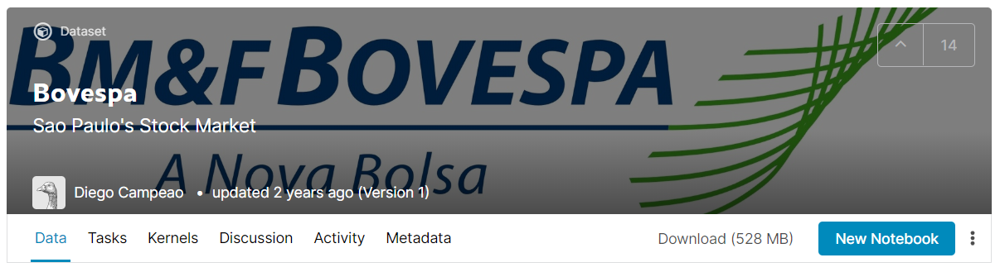 Dataset
14
BM&F BOVESPA
Bovespa
Sao Paulo's Stock Market
A Nova Bolsa
Diego Campeao • updated 2 years ago (Version 1)
Data Tasks Kernels Discussion Activity Metadata Download (528 MB) New Notebook